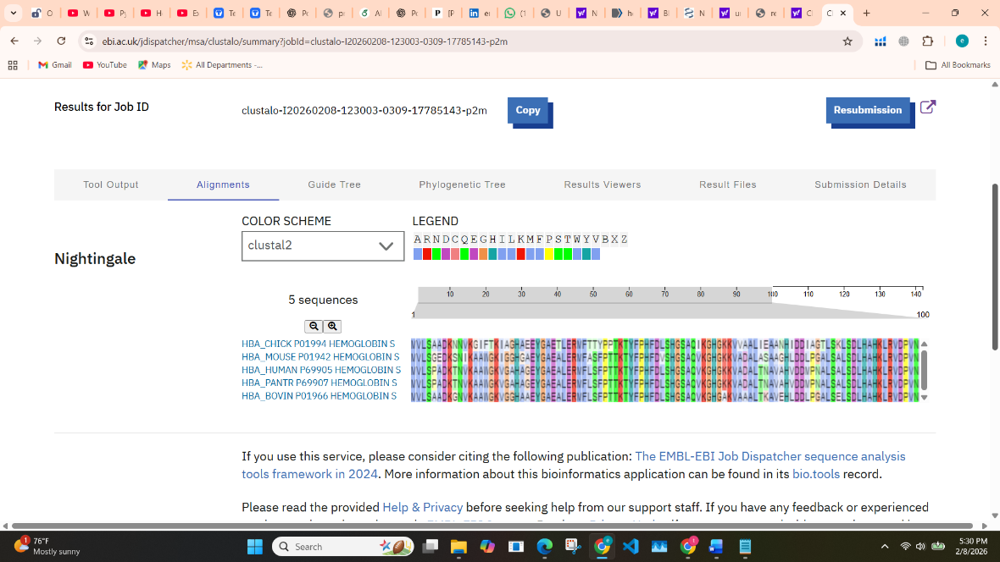 ebi.ac.uk/jdispatcher/msa/clustalo/summary?jobId=clustalo-I20260208-123003-0309-17785143-p2m
Gmail YouTube Maps All Departments -... All Bookmarks
Results for Job ID clustalo-I20260208-123003-0309-17785143-p2m Copy Resubmission
Tool Output Alignments Guide Tree Phylogenetic Tree Results Viewers Result Files Submission Details
COLOR SCHEME LEGEND
ARNDCQEGHILKMFPSTWYVBXZ
clustal2
Nightingale
10 20 30 40 50 60 70 80 90 100 110 120 130 140
5 sequences
1 100
HBA_CHICK P01994 HEMOGLOBIN S
HBA_MOUSE P01942 HEMOGLOBIN S
HBA_HUMAN P69905 HEMOGLOBIN S
HBA_PANTR P69907 HEMOGLOBIN S
HBA_BOVIN P01966 HEMOGLOBIN S
If you use this service, please consider citing the following publication: The EMBL-EBI Job Dispatcher sequence analysis
tools framework in 2024. More information about this bioinformatics application can be found in its bio.tools record.
Please read the provided Help & Privacy before seeking help from our support staff. If you have any feedback or experienced
76°F
Mostly sunny
Search
5:30 PM
2/8/2026